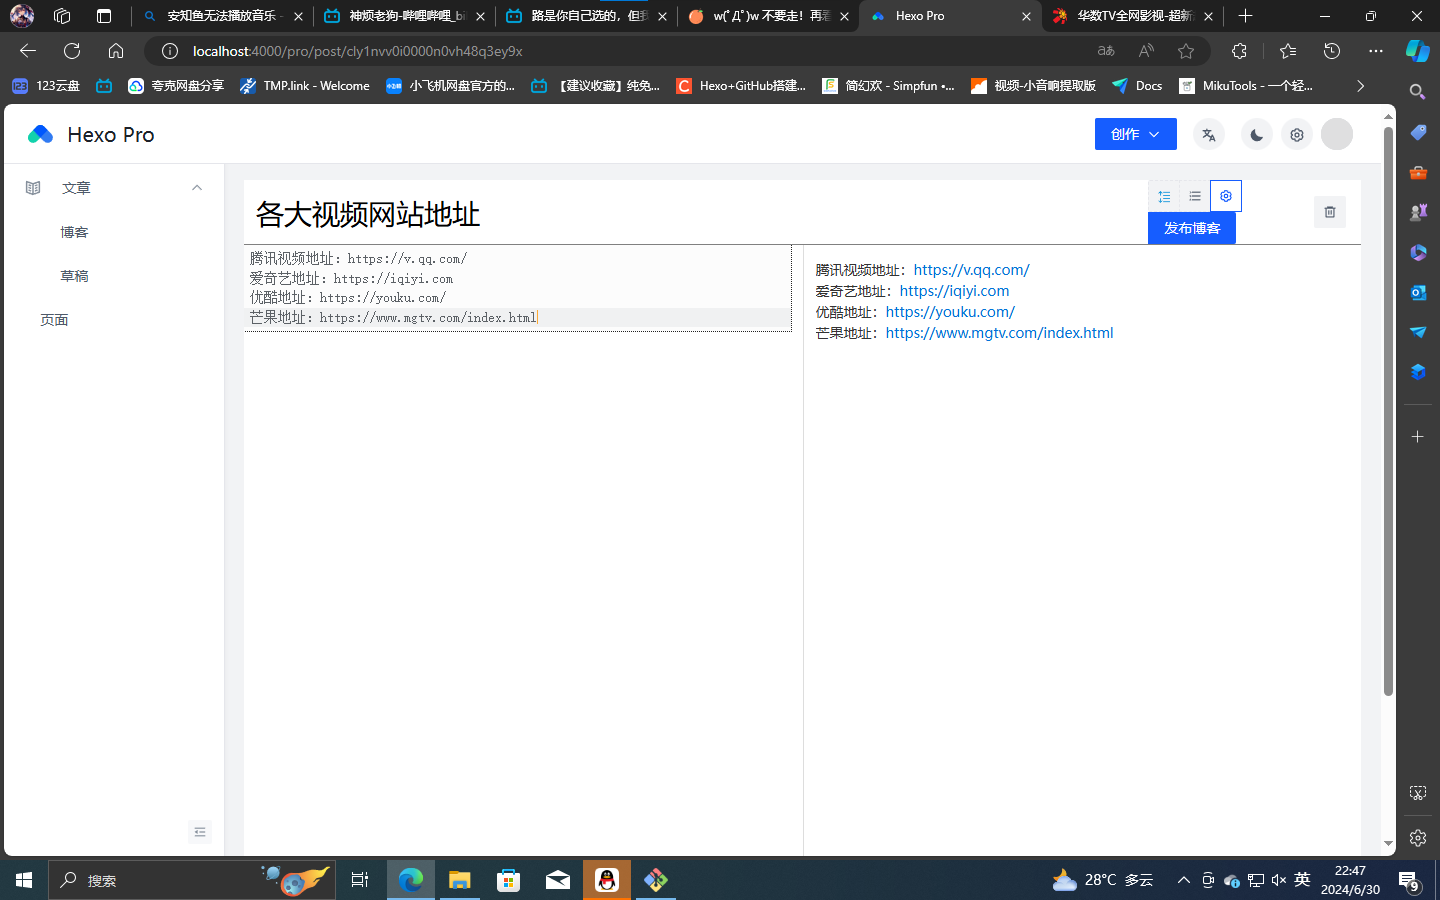 安知鱼无法播放音乐 -
神烦老狗-哔哩哔哩_bi
路是你自己选的，但我
w(ﾟДﾟ)w 不要走！再看
Hexo Pro
华数TV全网影视-超新
localhost:4000/pro/post/cly1nvv0i0000n0vh48q3ey9x
123云盘
夸克网盘分享
TMP.link - Welcome
小飞机网盘官方的...
【建议收藏】纯免...
Hexo+GitHub搭建...
简幻欢 - Simpfun •...
视频-小音响提取版
Docs
MikuTools - 一个轻...
Hexo Pro
创作
文章
博客
草稿
页面
各大视频网站地址
发布博客
腾讯视频地址：https://v.qq.com/
爱奇艺地址：https://iqiyi.com
优酷地址：https://youku.com/
芒果地址：https://www.mgtv.com/index.html
腾讯视频地址：https://v.qq.com/
爱奇艺地址：https://iqiyi.com
优酷地址：https://youku.com/
芒果地址：https://www.mgtv.com/index.html
搜索
28°C 多云
英
22:47
2024/6/30
9